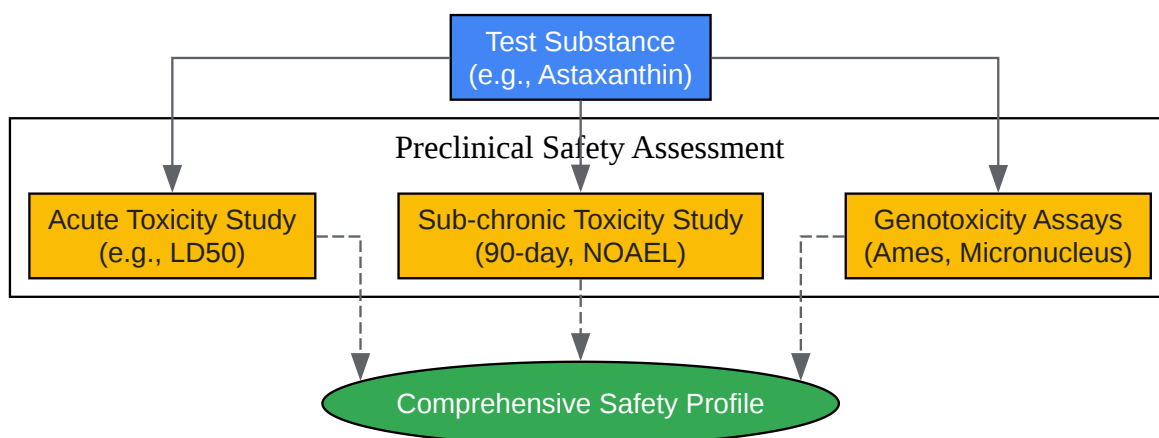 Test Substance
(e.g., Astaxanthin)
Preclinical Safety Assessment
Acute Toxicity Study
(e.g., LD50)
Sub-chronic Toxicity Study
(90-day, NOAEL)
Genotoxicity Assays
(Ames, Micronucleus)
Comprehensive Safety Profile